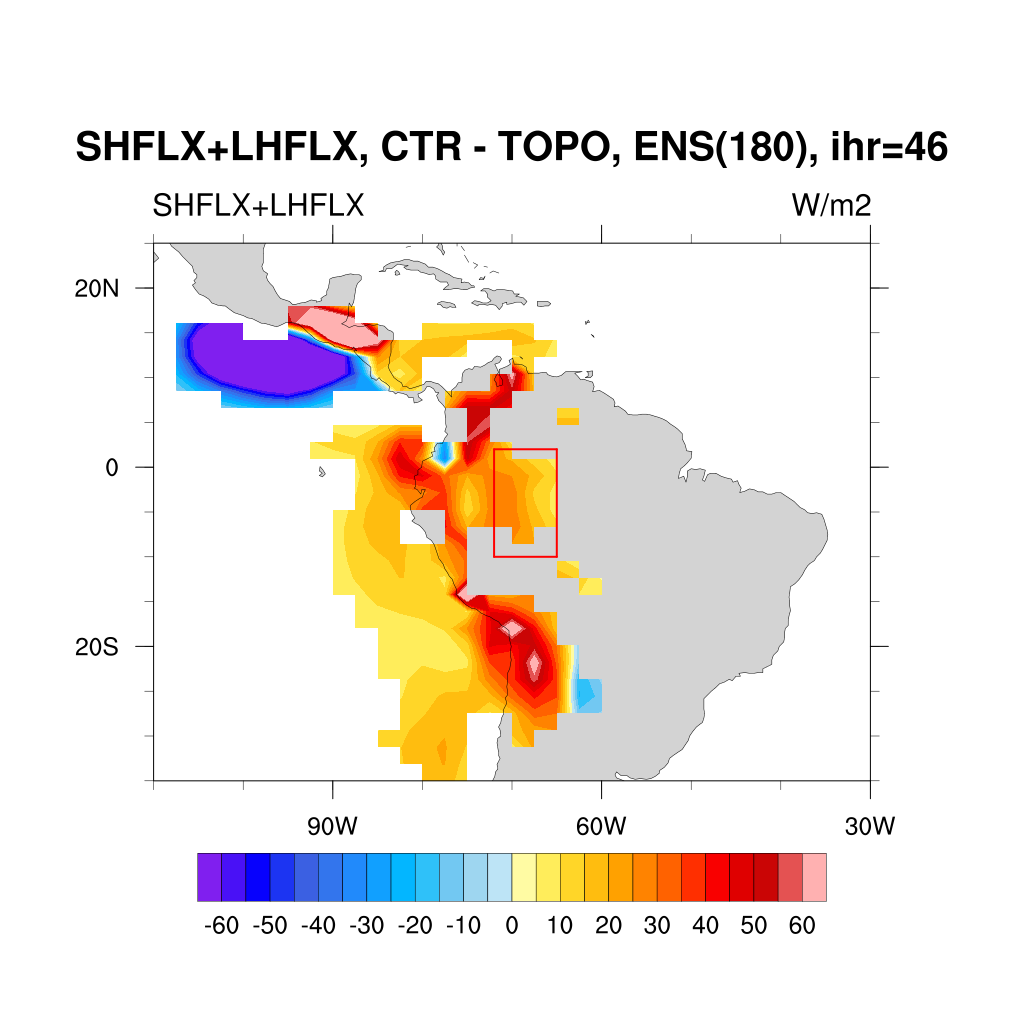 SHFLX+LHFLX, CTR - TOPO, ENS(180), ihr=46
SHFLX+LHFLX W/m2
20N
0
20S
90W 60W 30W
-60 -50 -40 -30 -20 -10 0 10 20 30 40 50 60